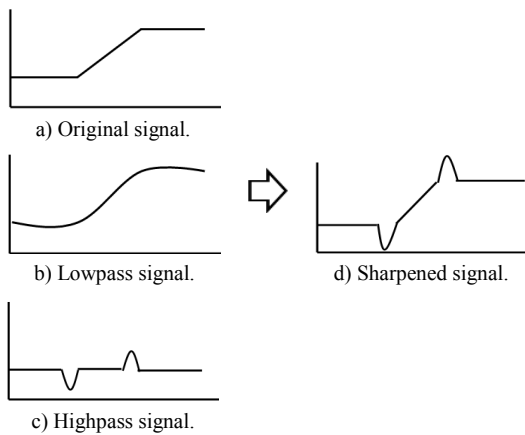 a) Original signal.
b) Lowpass signal.
d) Sharpened signal.
c) Highpass signal.